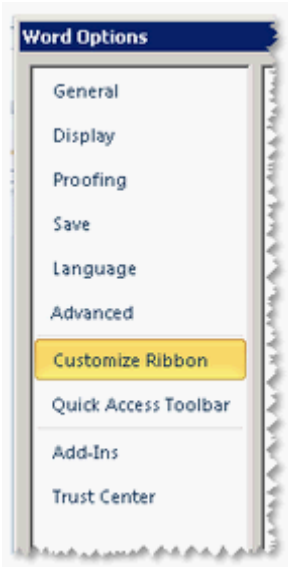 Word Options
General
Display
Proofing
Save
Language
Advanced
Customize Ribbon
Quick Access Toolbar
Add-Ins
Trust Center